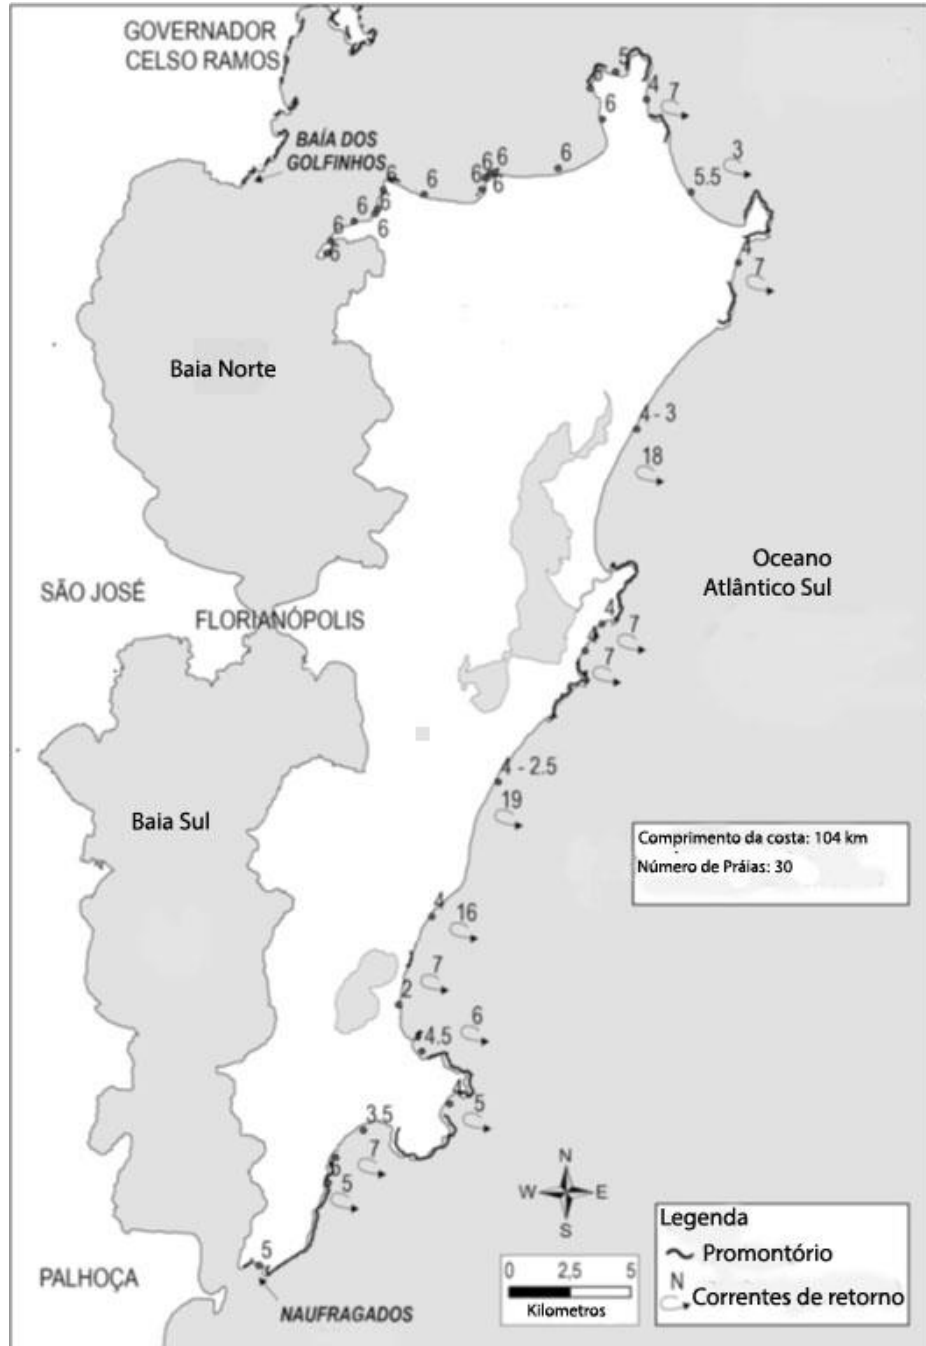 GOVERNADOR
CELSO RAMOS
5
6
4
7
6
BAÍA DOS
GOLFINHOS
3
6
6
6
6
6
6
5.5
6
6
6
6
6
4
7
Baia Norte
4 - 3
18
Oceano
Atlântico Sul
SÃO JOSÉ
FLORIANÓPOLIS
4
7
4
7
4 - 2.5
19
Baia Sul
Comprimento da costa: 104 km
Número de Práias: 30
4
16
7
2
6
4.5
4
5
3.5
7
5
N
W
E
S
Legenda
Promontório
N
Correntes de retorno
5
0
2,5
5
Kilometros
PALHOÇA
NAUFRAGADOS